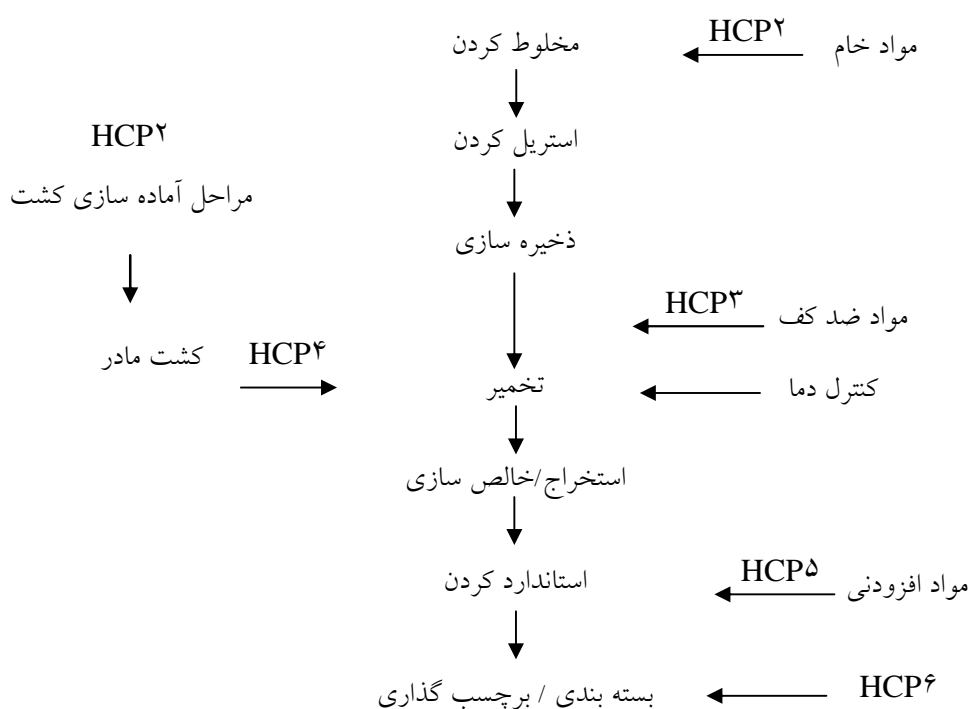 مواد خام HCP۲ مخلوط کردن
HCP۲
استریل کردن
مراحل آماده سازی کشت
ذخیره سازی
مواد ضد کف HCP۳
کشت مادر HCP۴
تخمیر
کنترل دما
استخراج/خالص سازی
مواد افزودنی HCP۵ استاندارد کردن
HCP۶ بسته بندی / برچسب گذاری